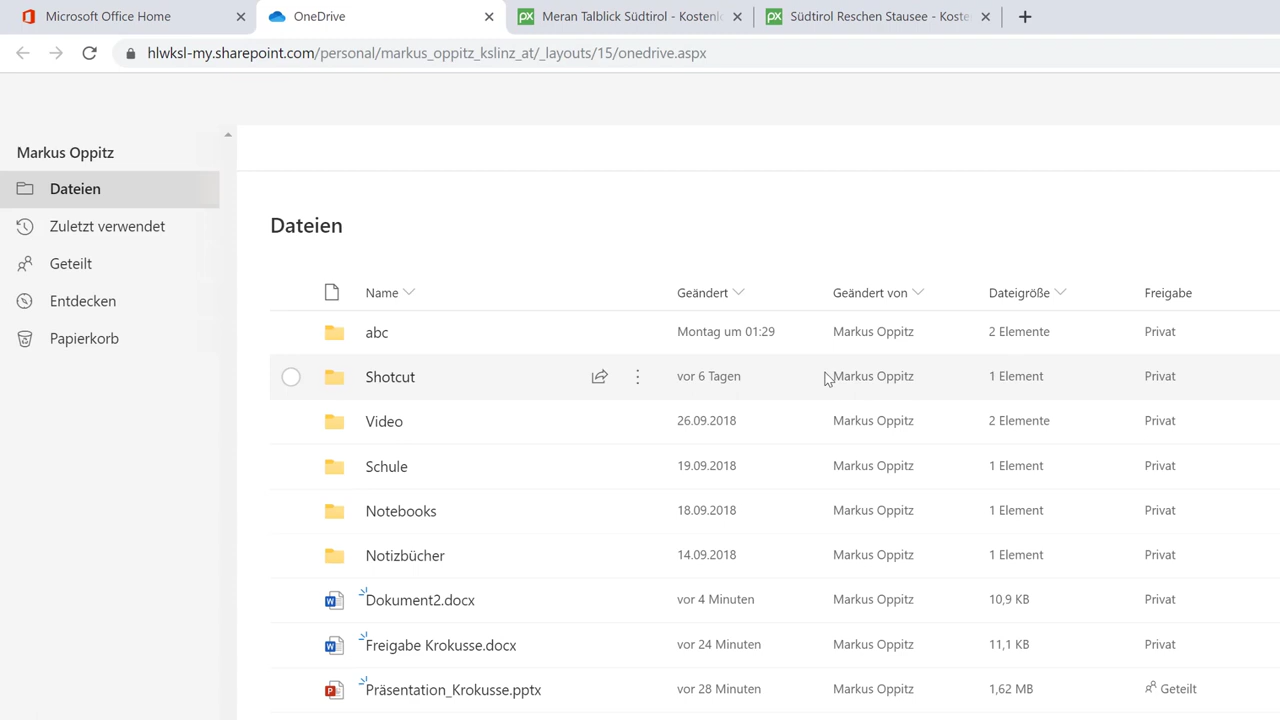 Microsoft Office Home
OneDrive
Meran Talblick Südtirol - Kostenlo
Südtirol Reschen Stausee - Koste
hlwksl-my.sharepoint.com/personal/markus_oppitz_kslinz_at/_layouts/15/onedrive.aspx
Markus Oppitz
Dateien
Zuletzt verwendet
Geteilt
Entdecken
Papierkorb
Dateien
Name Geändert Geändert von Dateigröße Freigabe
abc Montag um 01:29 Markus Oppitz 2 Elemente Privat
Shotcut vor 6 Tagen Markus Oppitz 1 Element Privat
Video 26.09.2018 Markus Oppitz 2 Elemente Privat
Schule 19.09.2018 Markus Oppitz 1 Element Privat
Notebooks 18.09.2018 Markus Oppitz 1 Element Privat
Notizbücher 14.09.2018 Markus Oppitz 1 Element Privat
Dokument2.docx vor 4 Minuten Markus Oppitz 10,9 KB Privat
Freigabe Krokusse.docx vor 24 Minuten Markus Oppitz 11,1 KB Privat
Präsentation_Krokusse.pptx vor 28 Minuten Markus Oppitz 1,62 MB Geteilt